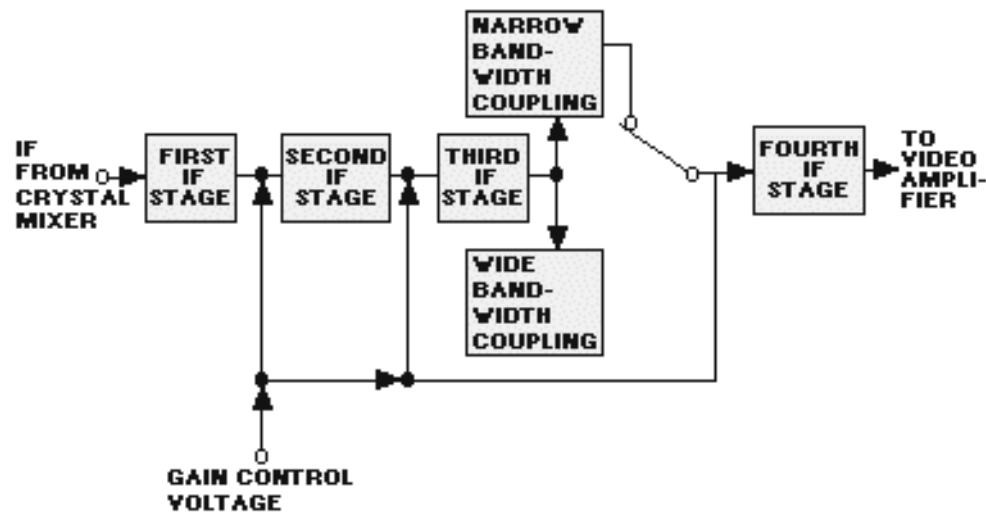 IF
FROM
CRYSTAL
MIXER
FIRST
IF
STAGE
SECOND
IF
STAGE
THIRD
IF
STAGE
NARROW
BAND-
WIDTH
COUPLING
WIDE
BAND-
WIDTH
COUPLING
FOURTH
IF
STAGE
TO
VIDEO
AMPLI-
FIER
GAIN CONTROL
VOLTAGE